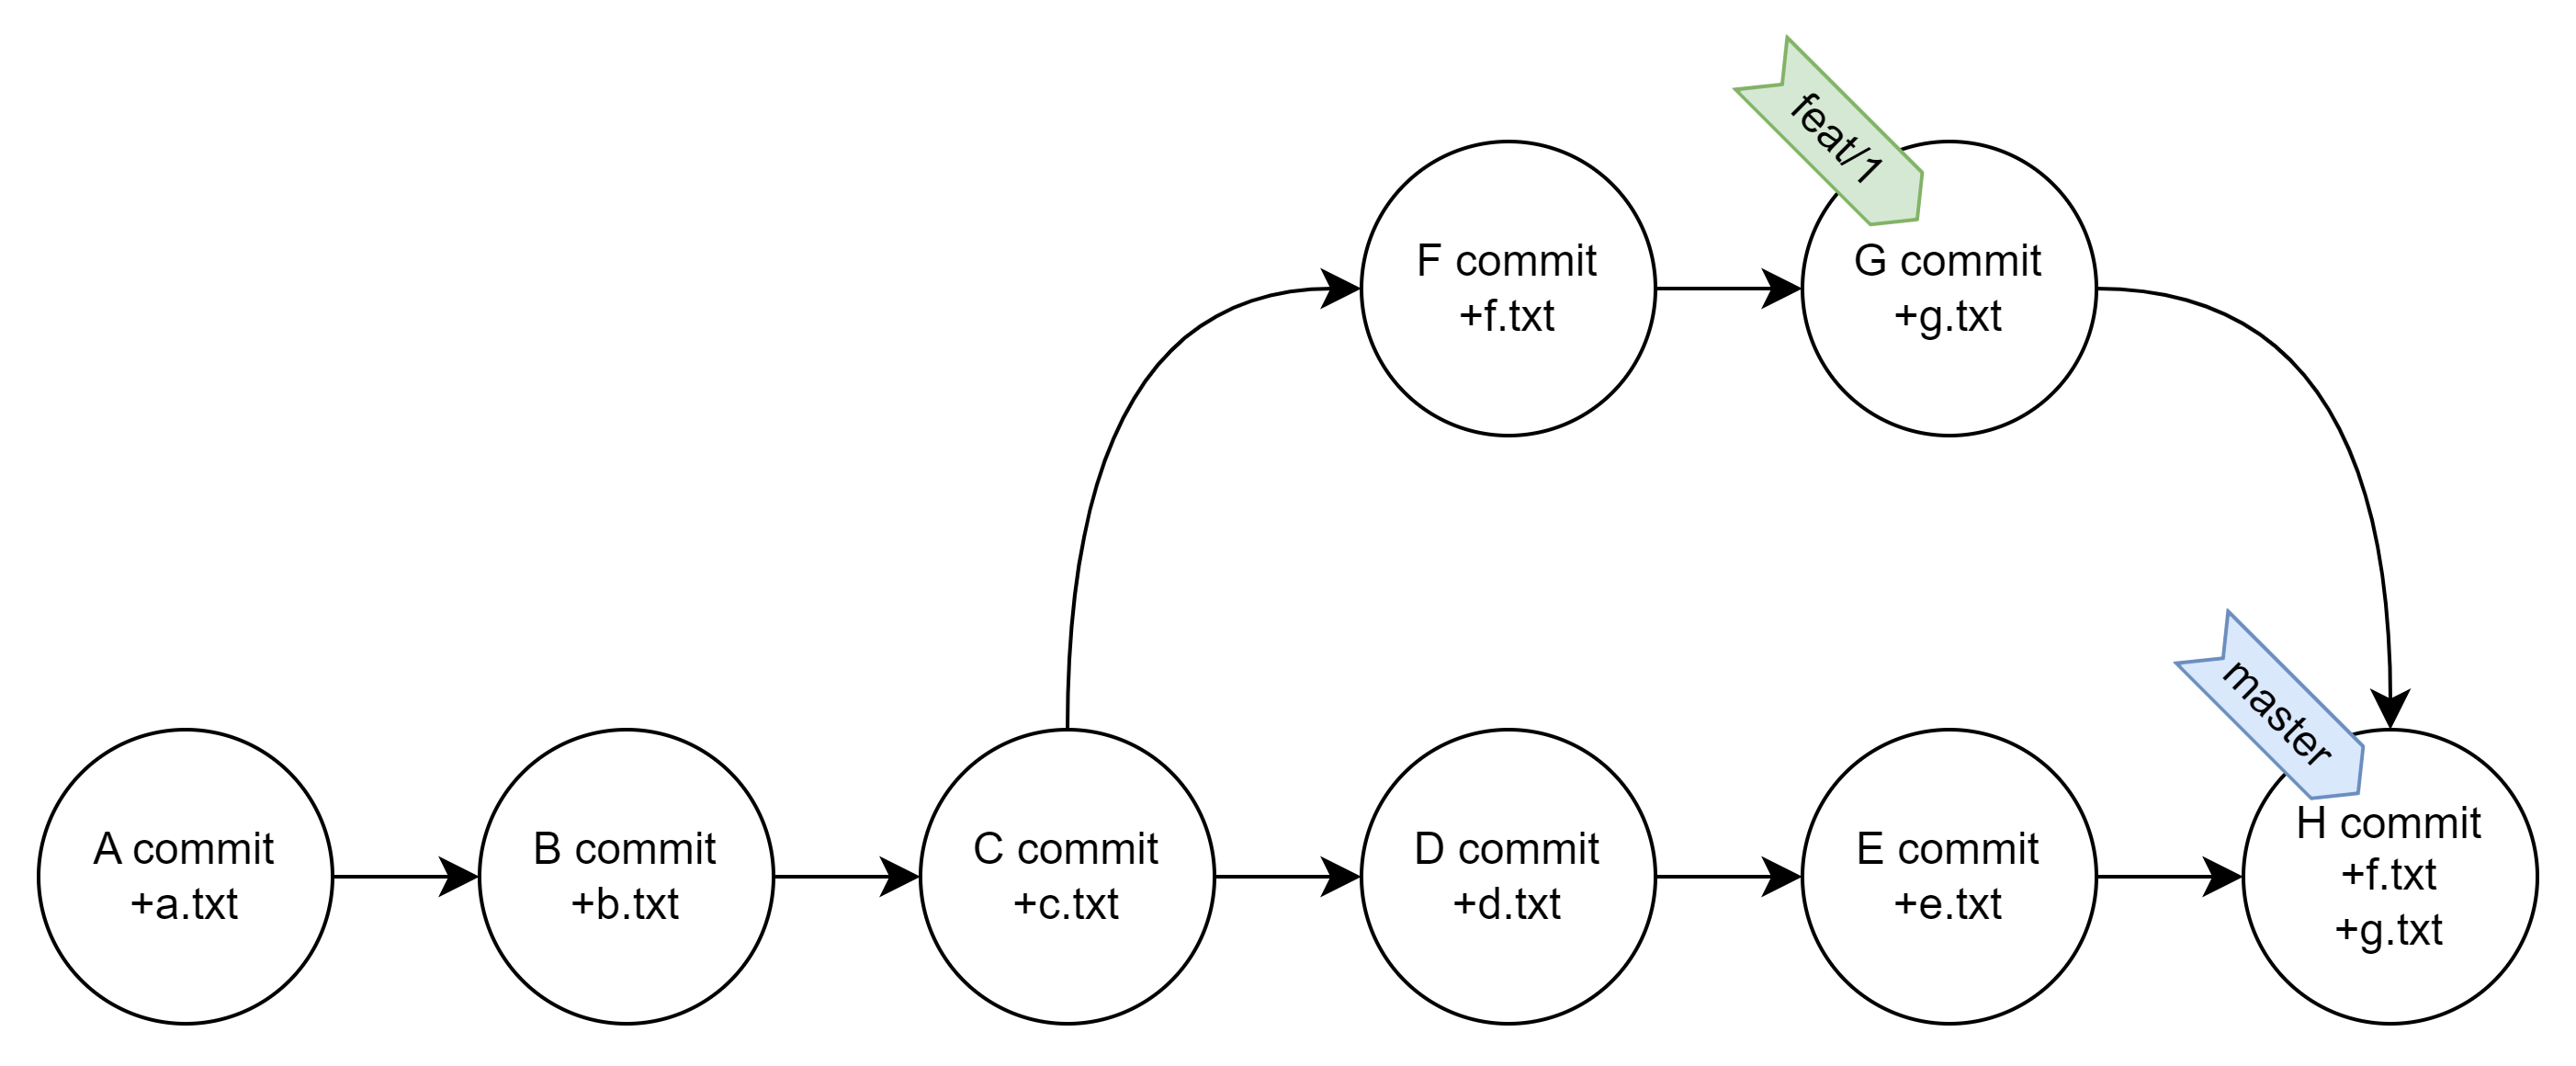 feat/1
F commit
+f.txt
G commit
+g.txt
master
A commit
+a.txt
B commit
+b.txt
C commit
+c.txt
D commit
+d.txt
E commit
+e.txt
H commit
+f.txt
+g.txt